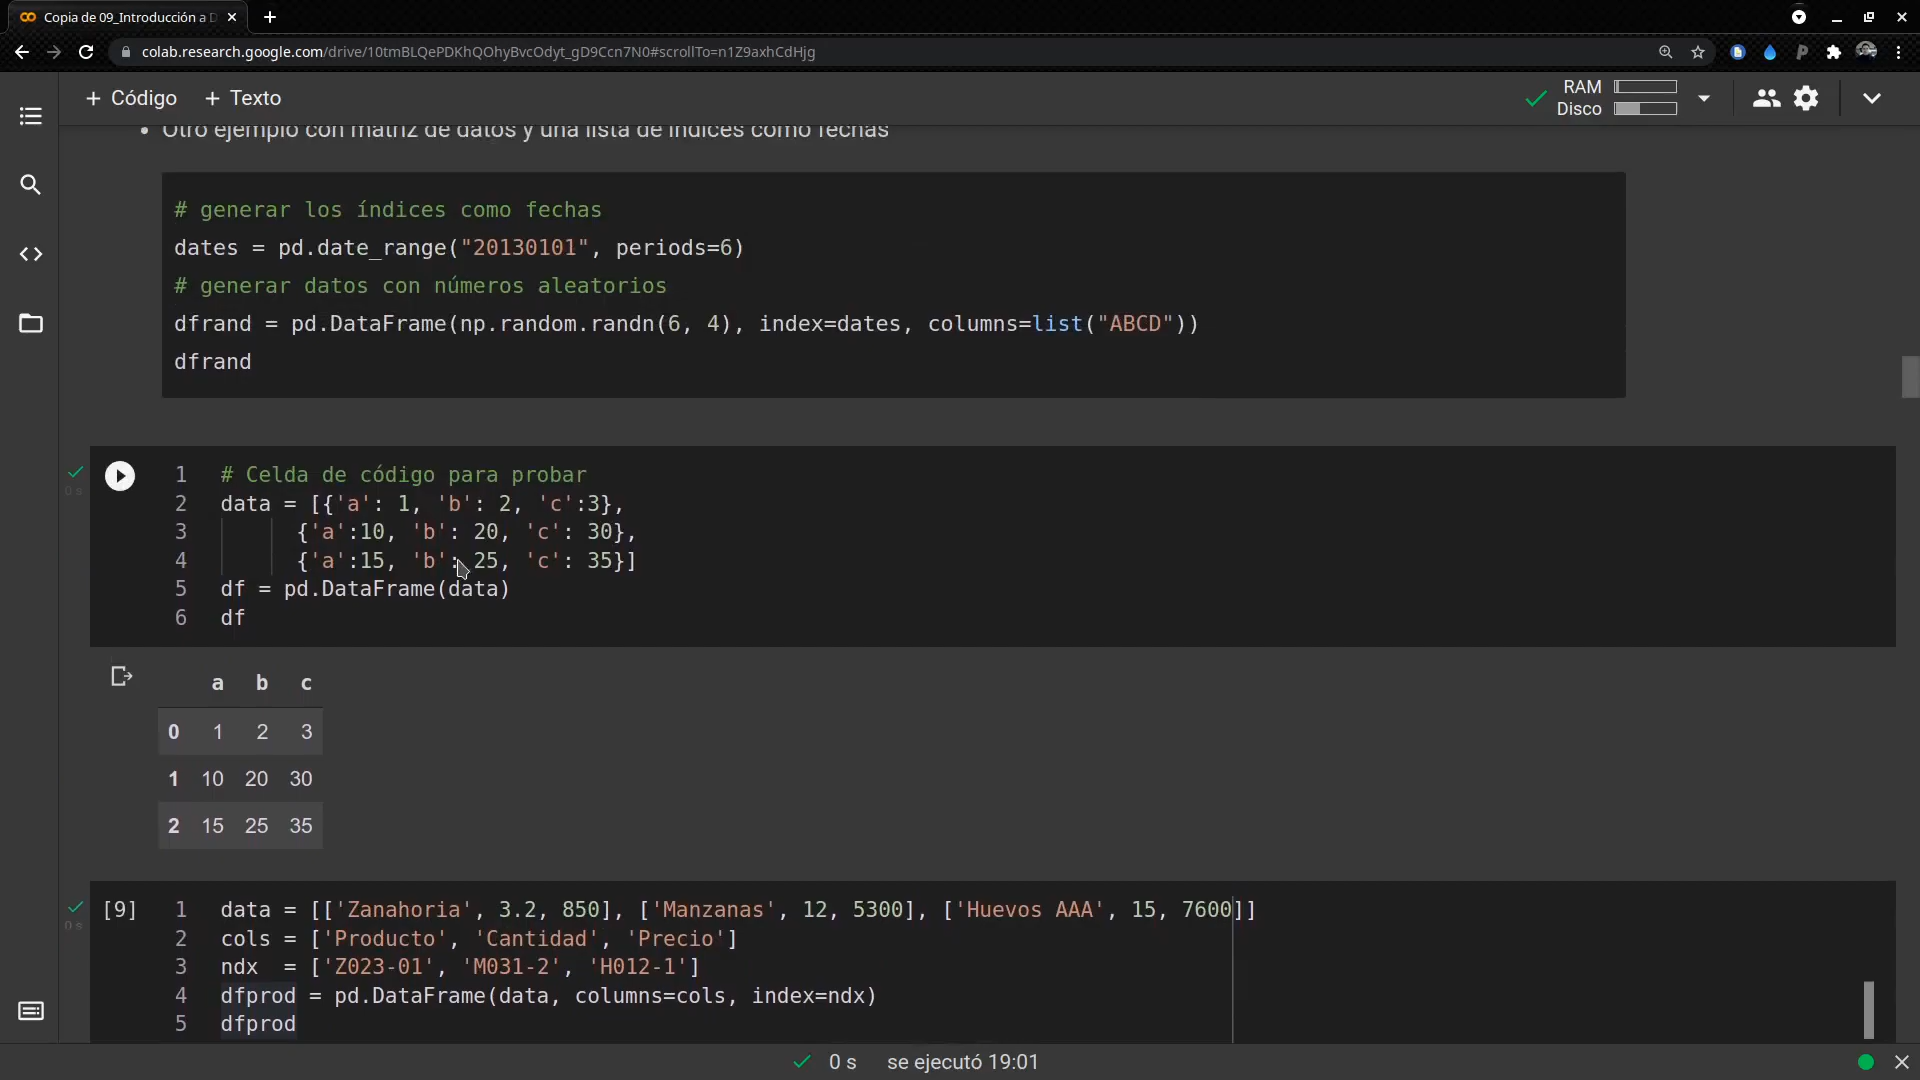 Copia de 09_Introducción a D
colab.research.google.com/drive/10tmBLQePDKhQOhyBvcOdyt_gD9Ccn7N0#scrollTo=n1Z9axhCdHjg
+ Código + Texto
RAM
Disco
• Otro ejemplo con matriz de datos y una lista de índices como fechas
# generar los índices como fechas
dates = pd.date_range("20130101", periods=6)
# generar datos con números aleatorios
dfrand = pd.DataFrame(np.random.randn(6, 4), index=dates, columns=list("ABCD"))
dfrand
0 s
1 # Celda de código para probar
2 data = [{'a': 1, 'b': 2, 'c':3},
3 {'a':10, 'b': 20, 'c': 30},
4 {'a':15, 'b': 25, 'c': 35}]
5 df = pd.DataFrame(data)
6 df
a b c
0 1 2 3
1 10 20 30
2 15 25 35
0 s
[9] 1 data = [['Zanahoria', 3.2, 850], ['Manzanas', 12, 5300], ['Huevos AAA', 15, 7600]]
2 cols = ['Producto', 'Cantidad', 'Precio']
3 ndx = ['Z023-01', 'M031-2', 'H012-1']
4 dfprod = pd.DataFrame(data, columns=cols, index=ndx)
5 dfprod
0 s se ejecutó 19:01